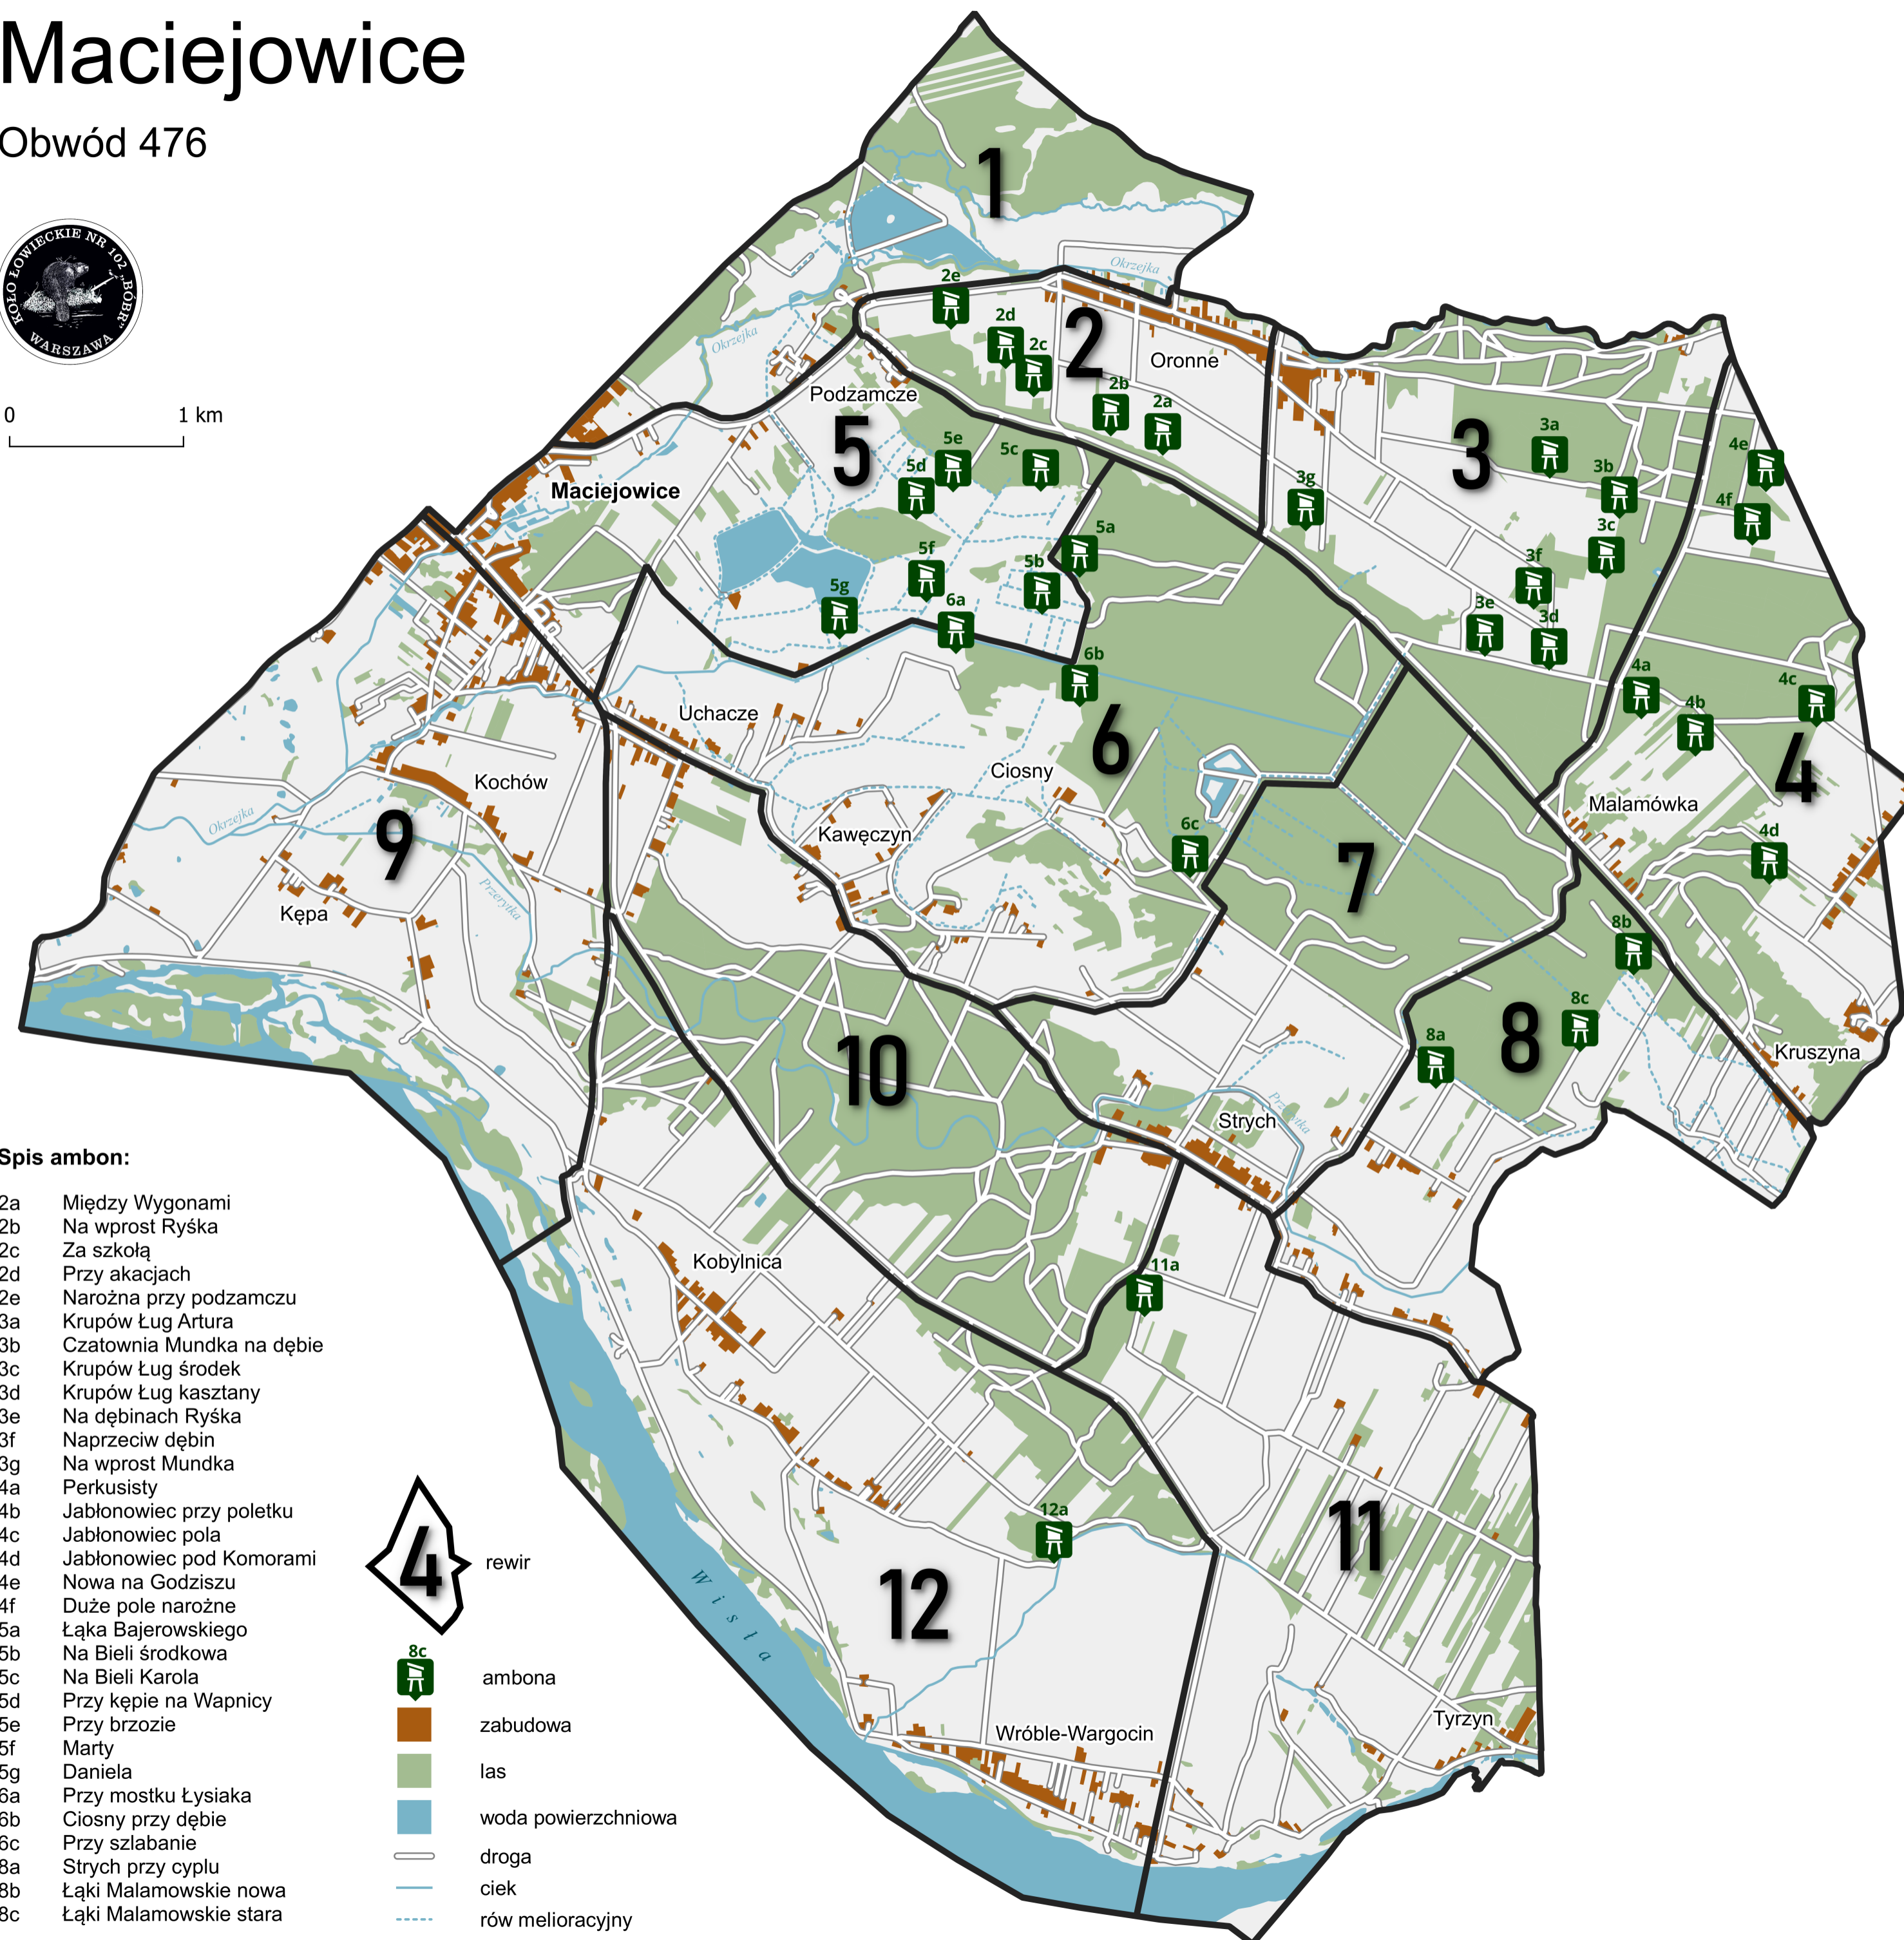 Maciejowice
Obwód 476
KOŁO ŁOWIECKIE NR 102 „BÓBR”
WARSZAWA
0 1 km
1
Okrzejka
2e
2d
2c
2
2b
2a
Oronne
Okrzejka
Podzamcze
5
5e
5d
5c
3
3a
3b
3c
3g
3f
3e
3d
4e
4f
Maciejowice
5a
5b
5f
5g
6a
6b
4a
4b
4c
4
Uchacze
6
Ciosny
Kochów
Malamówka
Kawęczyn
6c
4d
Okrzejka
9
7
Przerytka
Kępa
8b
8c
8
8a
Kruszyna
10
Strych
Przerytka
Kobylnica
11a
12a
11
12
Wisła
Wróble-Wargocin
Tyrzyn
Spis ambon:
2a Między Wygonami
2b Na wprost Ryśka
2c Za szkołą
2d Przy akacjach
2e Narożna przy podzamczu
3a Krupów Ług Artura
3b Czatownia Mundka na dębie
3c Krupów Ług środek
3d Krupów Ług kasztany
3e Na dębinach Ryśka
3f Naprzeciw dębin
3g Na wprost Mundka
4a Perkusisty
4b Jabłonowiec przy poletku
4c Jabłonowiec pola
4d Jabłonowiec pod Komorami
4e Nowa na Godziszu
4f Duże pole narożne
5a Łąka Bajerowskiego
5b Na Bieli środkowa
5c Na Bieli Karola
5d Przy kępie na Wapnicy
5e Przy brzozie
5f Marty
5g Daniela
6a Przy mostku Łysiaka
6b Ciosny przy dębie
6c Przy szlabanie
8a Strych przy cyplu
8b Łąki Malamowskie nowa
8c Łąki Malamowskie stara
4 rewir
8c
ambona
zabudowa
las
woda powierzchniowa
droga
ciek
rów melioracyjny